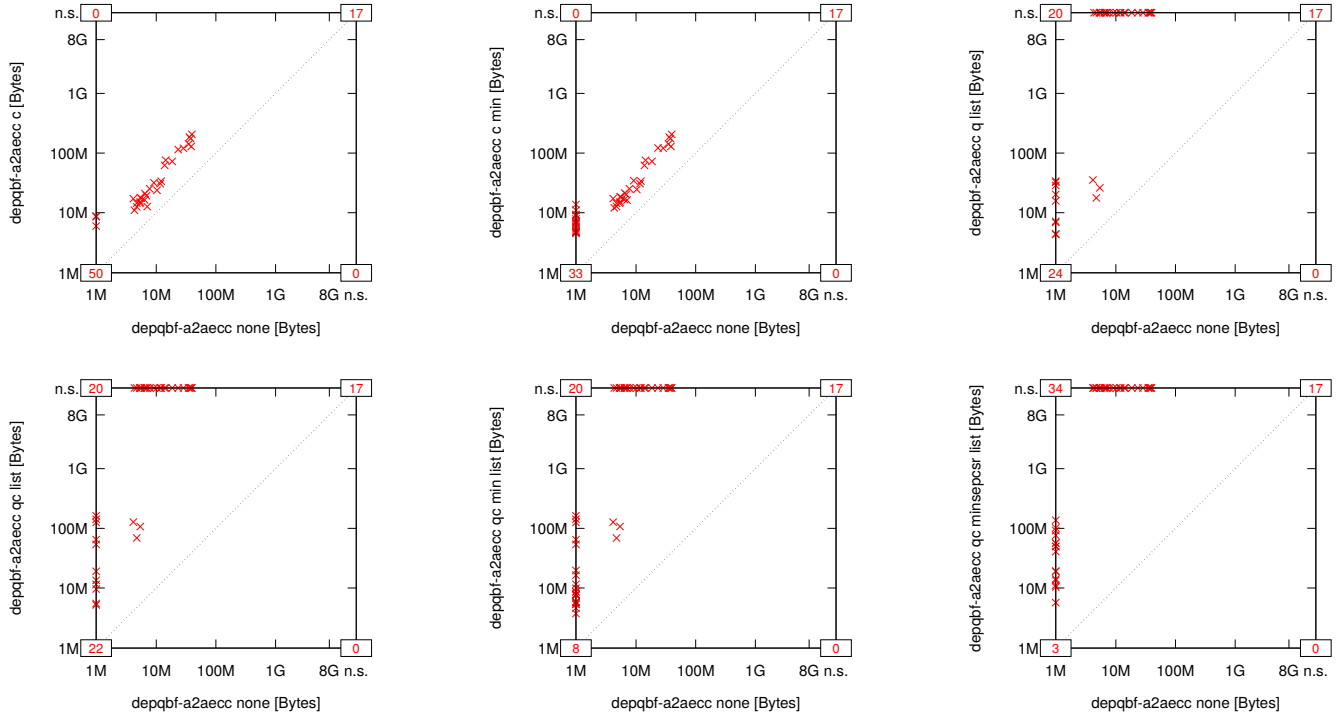 n.s. 0 17
8G
1G
100M
10M
1M 50 0
1M 10M 100M 1G 8G n.s.
depqbf-a2aecc c [Bytes]
depqbf-a2aecc none [Bytes]
n.s. 0 17
8G
1G
100M
10M
1M 33 0
1M 10M 100M 1G 8G n.s.
depqbf-a2aecc c min [Bytes]
depqbf-a2aecc none [Bytes]
n.s. 20 17
8G
1G
100M
10M
1M 24 0
1M 10M 100M 1G 8G n.s.
depqbf-a2aecc q list [Bytes]
depqbf-a2aecc none [Bytes]
n.s. 20 17
8G
1G
100M
10M
1M 22 0
1M 10M 100M 1G 8G n.s.
depqbf-a2aecc qc list [Bytes]
depqbf-a2aecc none [Bytes]
n.s. 20 17
8G
1G
100M
10M
1M 8 0
1M 10M 100M 1G 8G n.s.
depqbf-a2aecc qc min list [Bytes]
depqbf-a2aecc none [Bytes]
n.s. 34 17
8G
1G
100M
10M
1M 3 0
1M 10M 100M 1G 8G n.s.
depqbf-a2aecc qc minsepcsr list [Bytes]
depqbf-a2aecc none [Bytes]